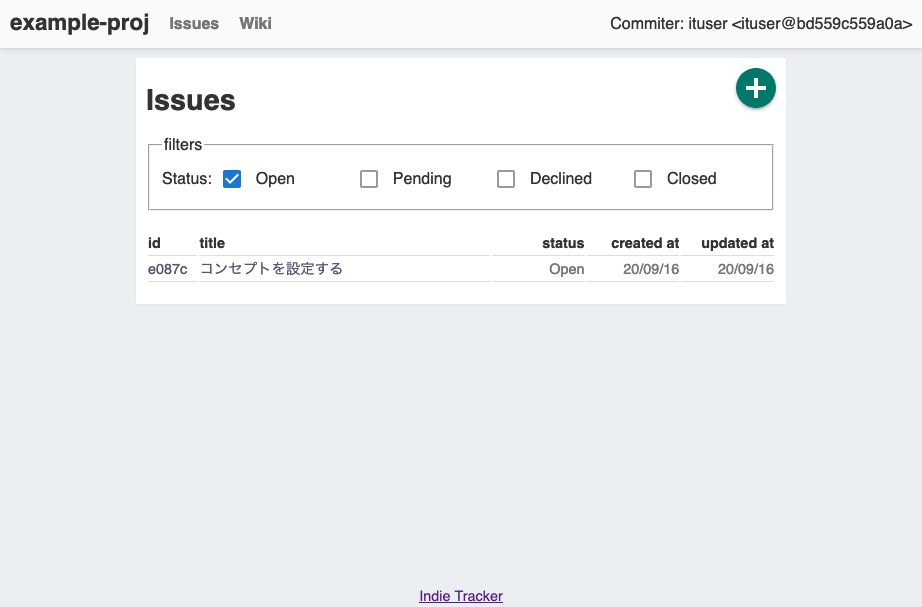 example-proj Issues Wiki Commiter: ituser <ituser@bd559c559a0a>
Issues
filters
Status: Open Pending Declined Closed
id title status created at updated at
e087c コンセプトを設定する Open 20/09/16 20/09/16
Indie Tracker